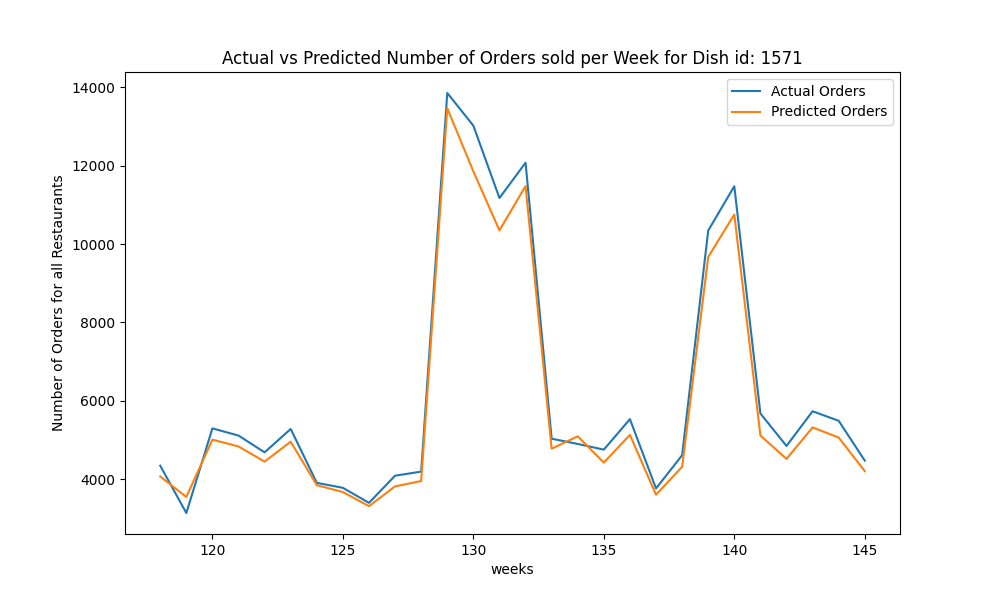 Actual vs Predicted Number of Orders sold per Week for Dish id: 1571
Actual Orders
Predicted Orders
Number of Orders for all Restaurants
14000
12000
10000
8000
6000
4000
120
125
130
135
140
145
weeks